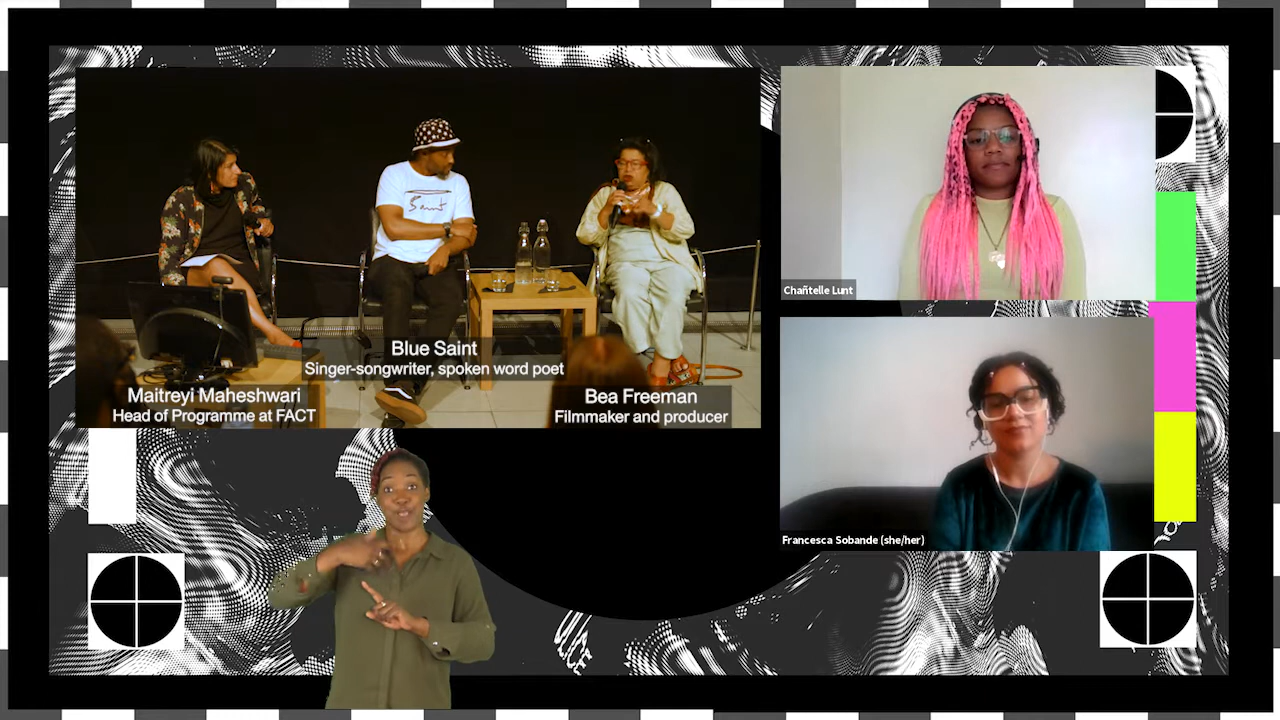 Saint
Blue Saint
Singer-songwriter, spoken word poet
Maitreyi Maheshwari
Head of Programme at FACT
Bea Freeman
Filmmaker and producer
Chañtelle Lunt
Francesca Sobande (she/her)